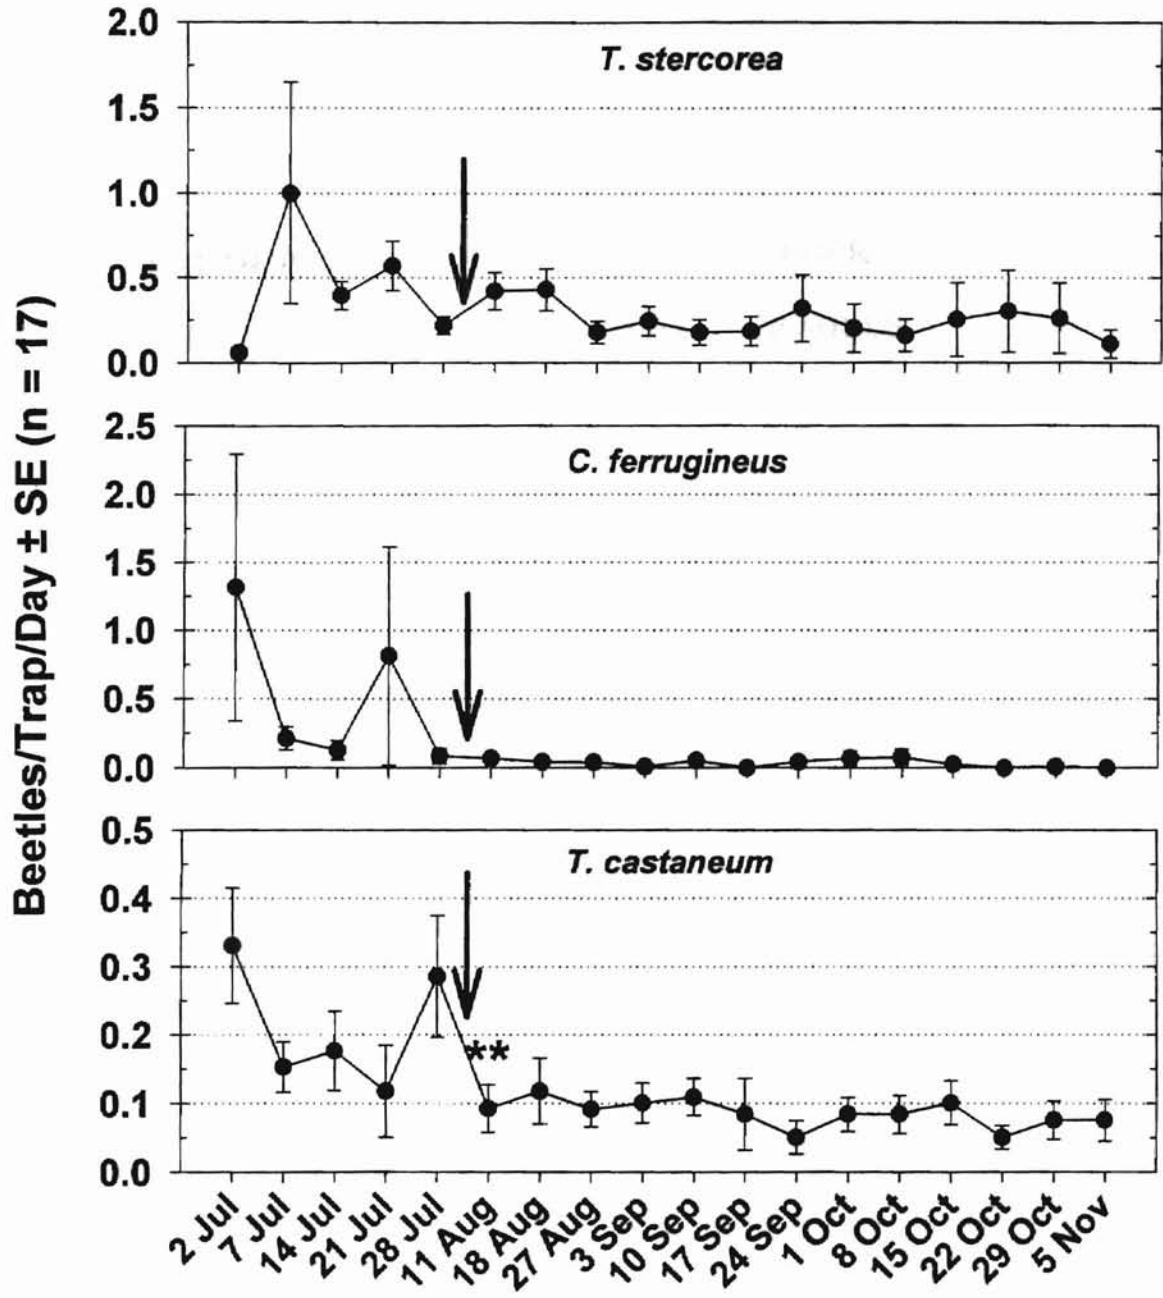 Beetles/Trap/Day ± SE (n = 17)
T. stercorea
2.0
1.5
1.0
0.5
0.0
C. ferrugineus
2.5
2.0
1.5
1.0
0.5
0.0
T. castaneum
0.5
0.4
0.3
0.2
0.1
0.0
**
2 Jul
7 Jul
14 Jul
21 Jul
28 Jul
11 Aug
18 Aug
27 Aug
3 Sep
10 Sep
17 Sep
24 Sep
1 Oct
8 Oct
15 Oct
22 Oct
29 Oct
5 Nov